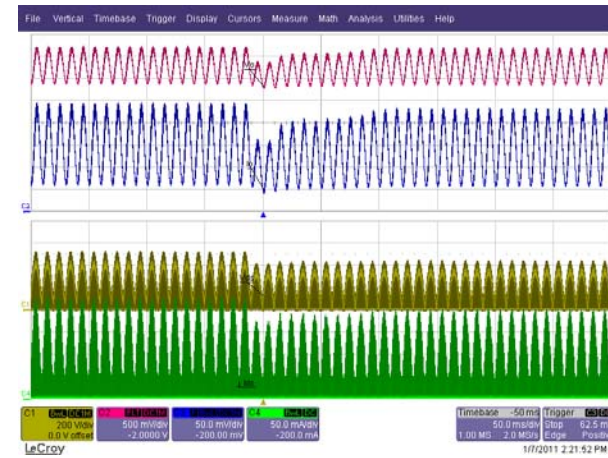 File Vertical Timebase Trigger Display Cursors Measure Math Analysis Utilities Help
C1
200 V/div
0.0 V offset
C2
500 mV/div
-2.0000 V
50.0 mV/div
-200.00 mV
C4
50.0 mA/div
-200.0 mA
Timebase -50 ms
50.0 ms/div
1.00 MS 2.0 MS/s
Trigger
Stop 62.5 m
Edge Positiv
LeCroy
1/7/2011 2:21:52 PM